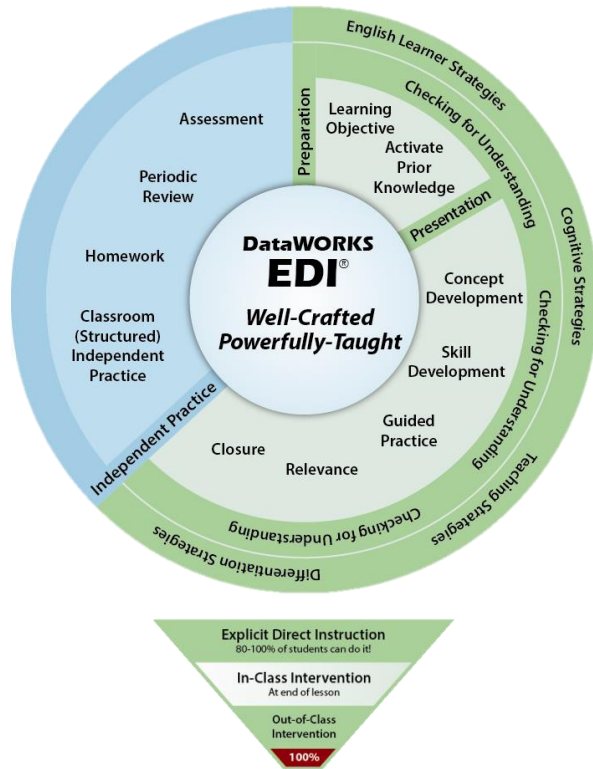 English Learner Strategies
Cognitive Strategies
Teaching Strategies
Differentiation Strategies
Checking for Understanding
Checking for Understanding
Checking for Understanding
Preparation
Learning
Objective
Activate
Prior
Knowledge
Presentation
Concept
Development
Skill
Development
Guided
Practice
Relevance
Closure
Independent Practice
Classroom
(Structured)
Independent
Practice
Homework
Periodic
Review
Assessment
DataWORKS
EDI®
Well-Crafted
Powerfully-Taught
Explicit Direct Instruction
80-100% of students can do it!
In-Class Intervention
At end of lesson
Out-of-Class
Intervention
100%